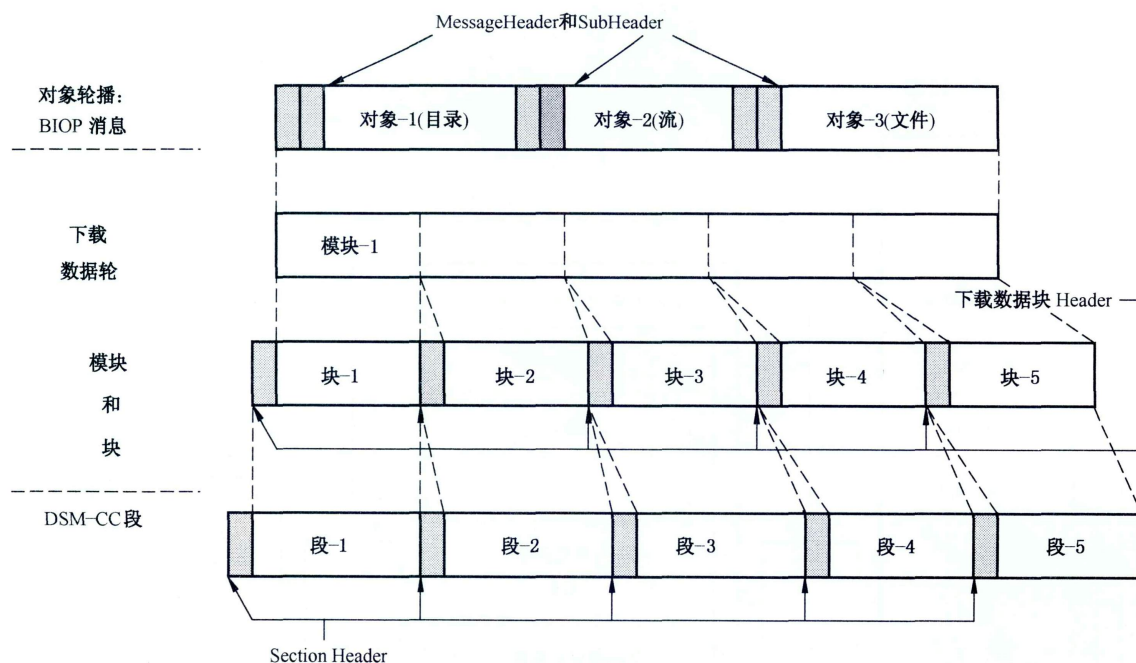 MessageHeader和SubHeader
对象轮播:
BIOP 消息
对象-1(目录)
对象-2(流)
对象-3(文件)
下载
数据轮
模块-1
下载数据块 Header
模块
和
块
块-1
块-2
块-3
块-4
块-5
DSM-CC 段
段-1
段-2
段-3
段-4
段-5
Section Header